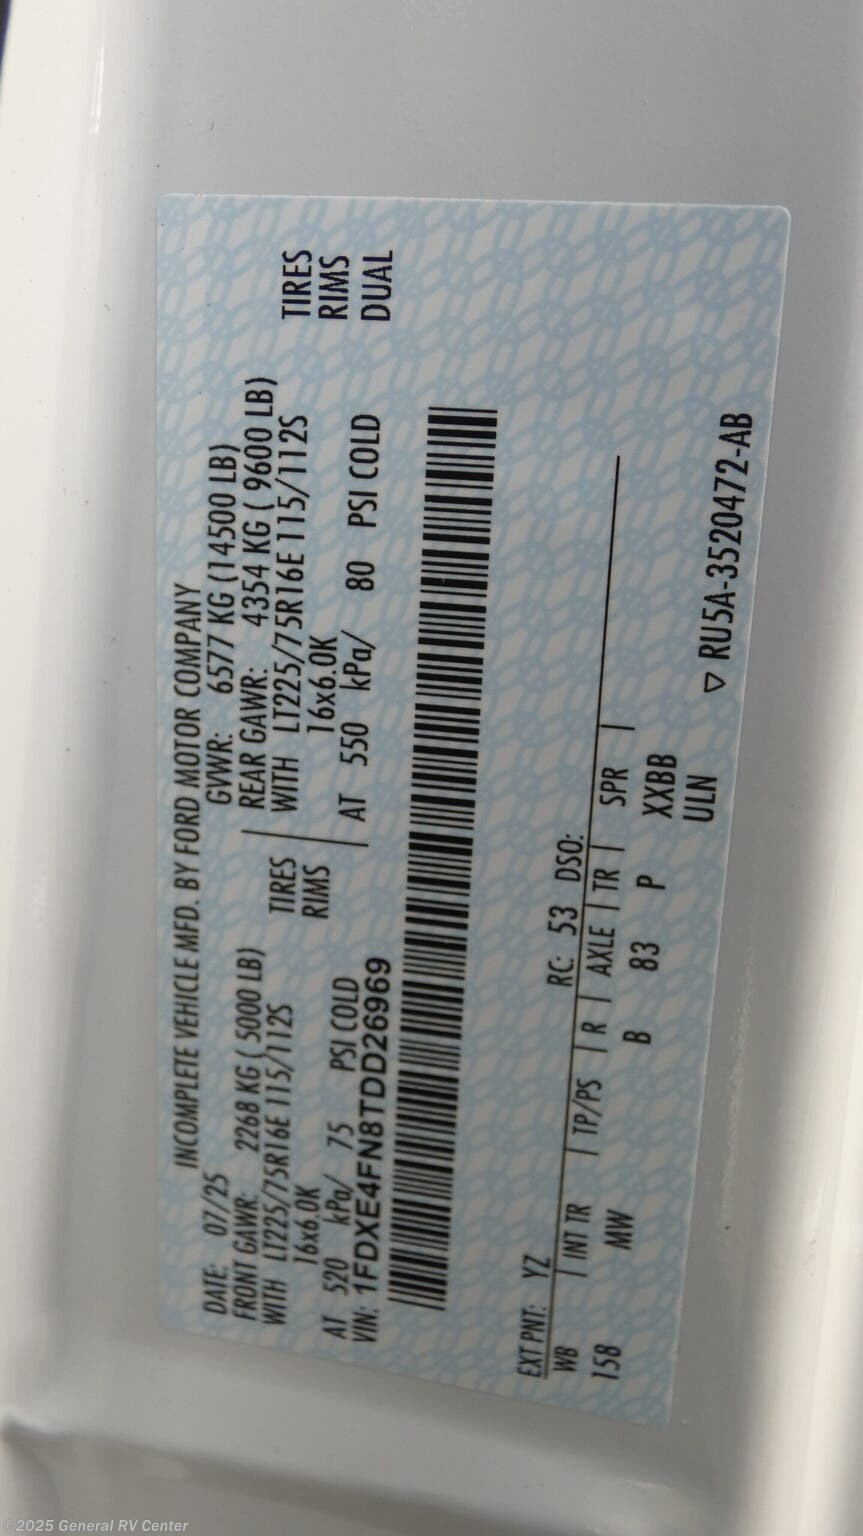 INCOMPLETE VEHICLE MFD. BY FORD MOTOR COMPANY
DATE: 07/25 GVWR: 6577 KG (14500 LB)
FRONT GAWR: 2268 KG ( 5000 LB) REAR GAWR: 4354 KG ( 9600 LB)
WITH LT225/75R16E 115/112S TIRES WITH LT225/75R16E 115/112S TIRES
16x6.0K RIMS 16x6.0K RIMS
AT 520 kPa/ 75 PSI COLD AT 550 kPa/ 80 PSI COLD DUAL
VIN: 1FDXE4FN8TDD26969
EXT PNT: YZ RC: 53 DSO:
WB | INT TR | TP/PS | R | AXLE | TR | SPR |
158 MW B 83 P XXBB
ULN
▽ RU5A-3520472-AB
©2025 General RV Center